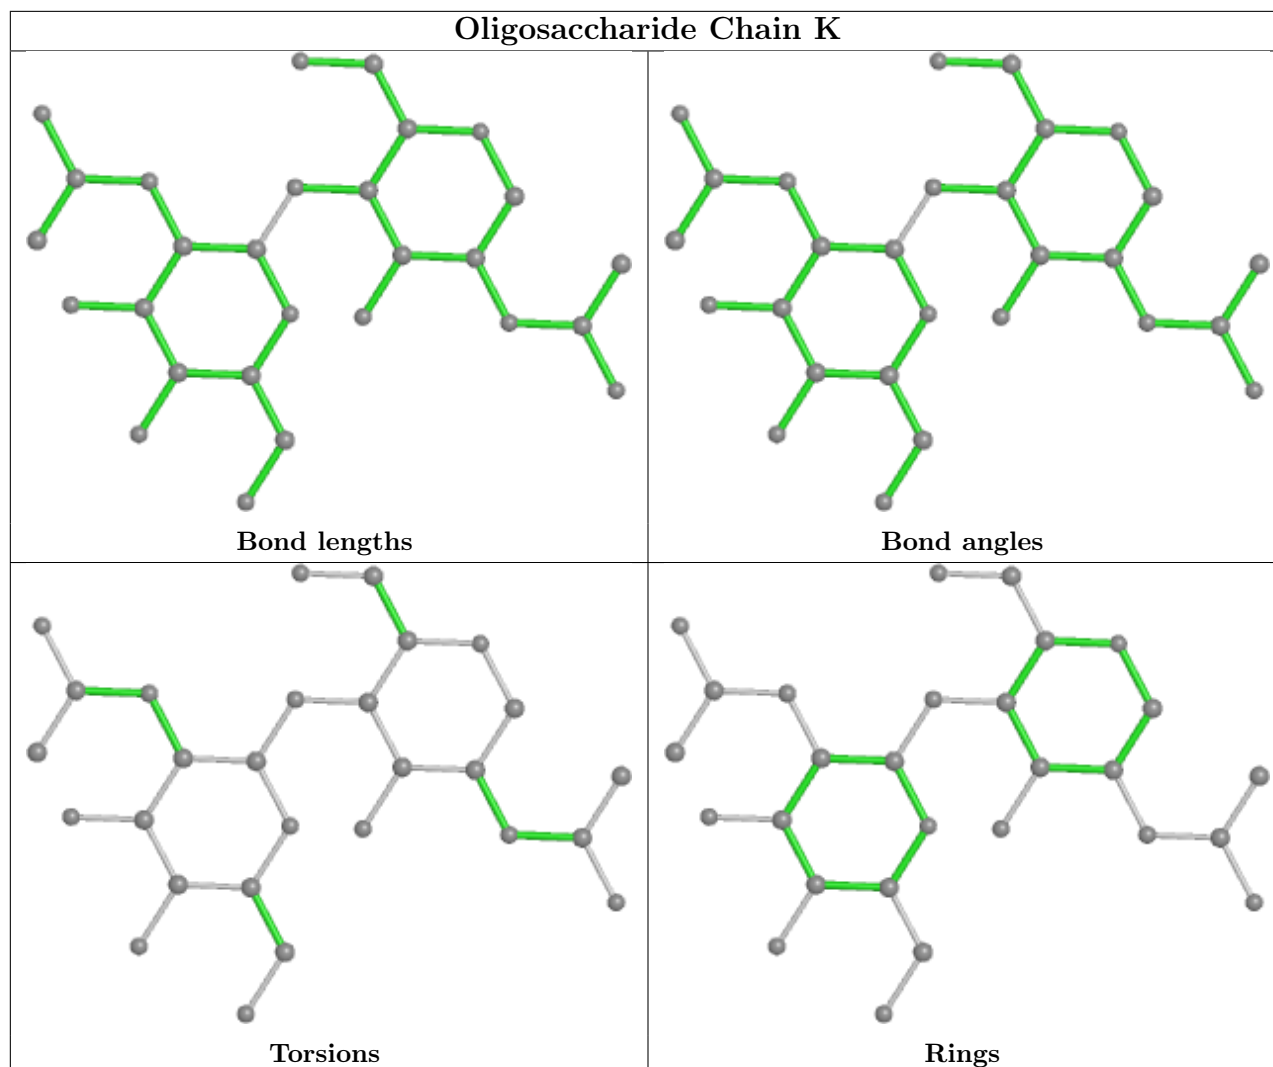 Oligosaccharide Chain K
Bond lengths
Bond angles
Torsions
Rings